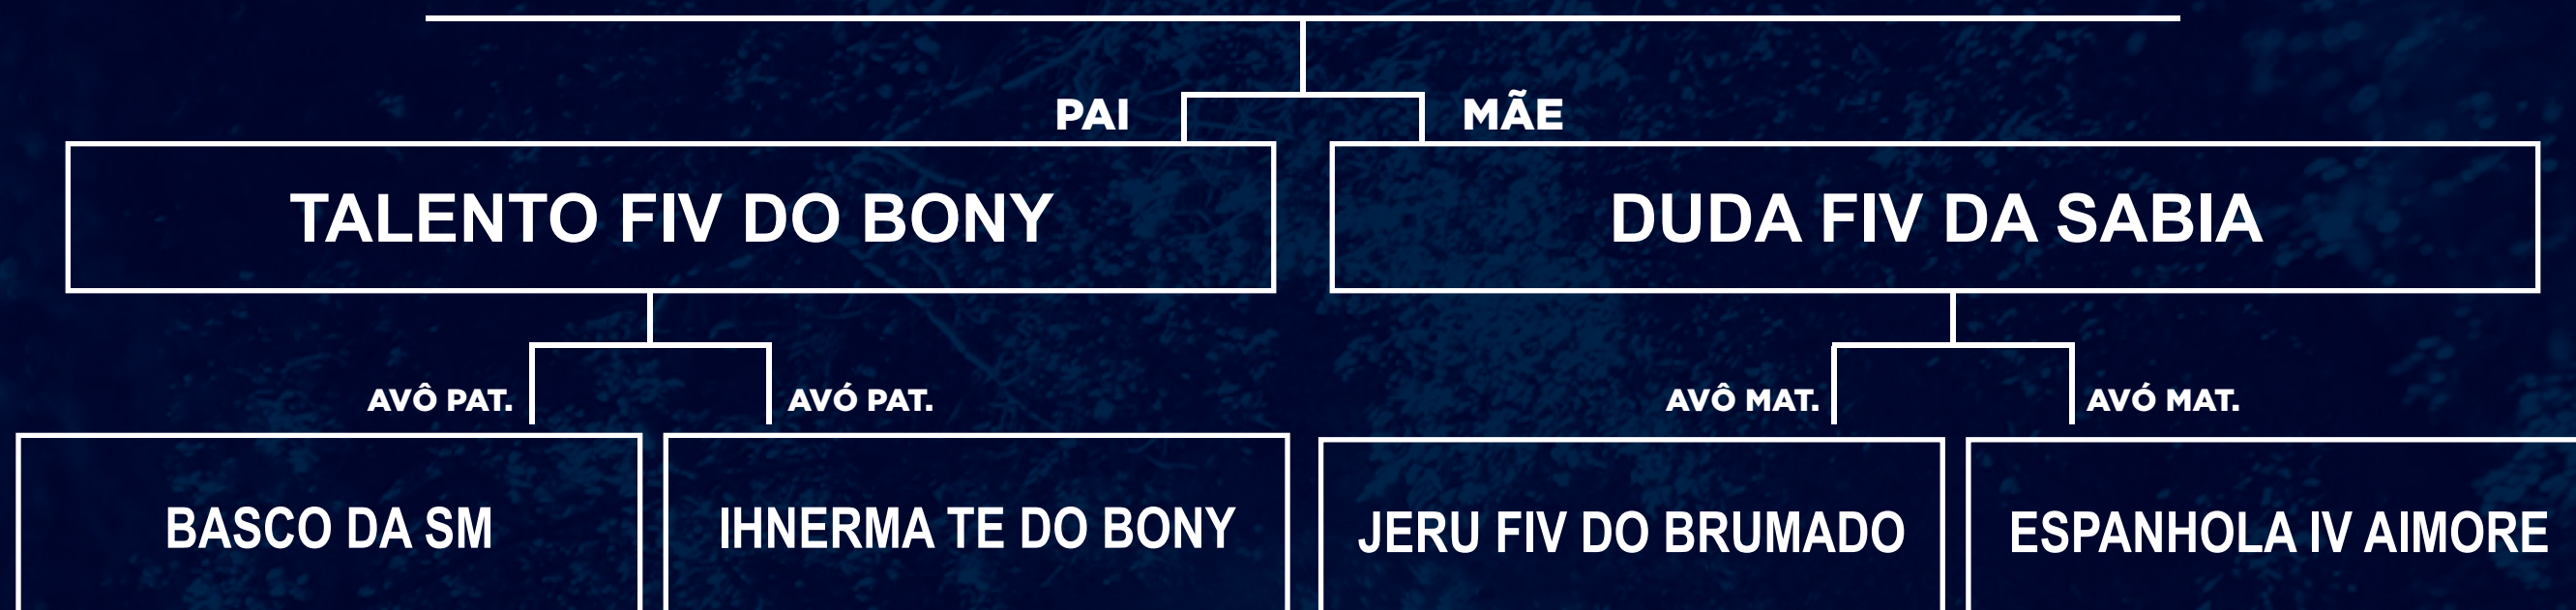 PAI
MÃE
TALENTO FIV DO BONY
DUDA FIV DA SABIA
AVÔ PAT.
AVÓ PAT.
AVÔ MAT.
AVÓ MAT.
BASCO DA SM
IHNERMA TE DO BONY
JERU FIV DO BRUMADO
ESPANHOLA IV AIMORE